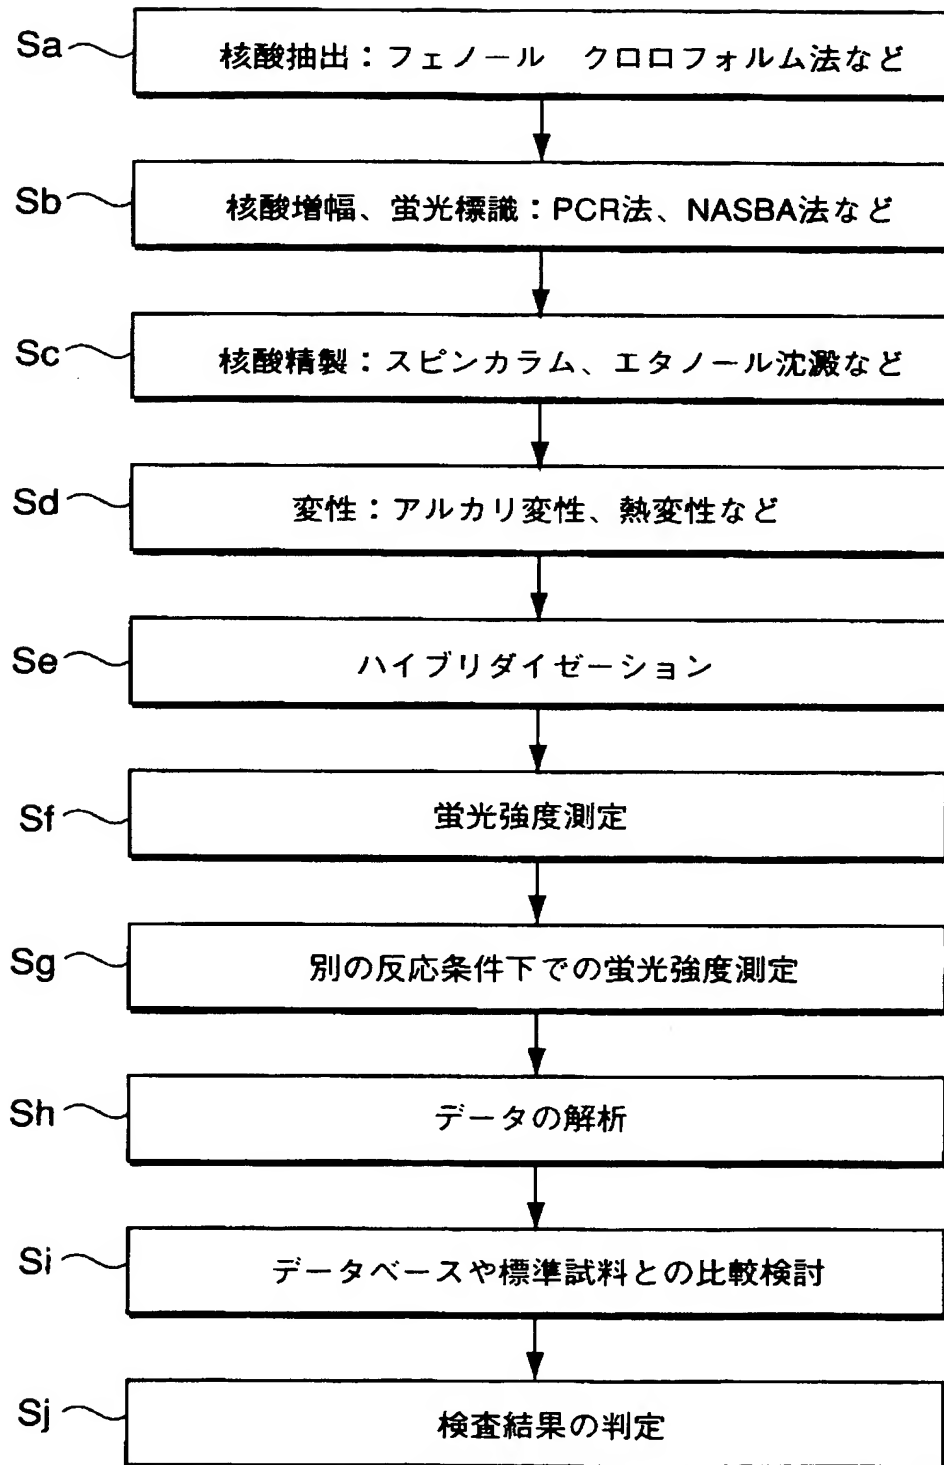 Sa 核酸抽出：フェノール　クロロフォルム法など
Sb 核酸増幅、蛍光標識：PCR法、NASBA法など
Sc 核酸精製：スピンカラム、エタノール沈澱など
Sd 変性：アルカリ変性、熱変性など
Se ハイブリダイゼーション
Sf 蛍光強度測定
Sg 別の反応条件下での蛍光強度測定
Sh データの解析
Si データベースや標準試料との比較検討
Sj 検査結果の判定